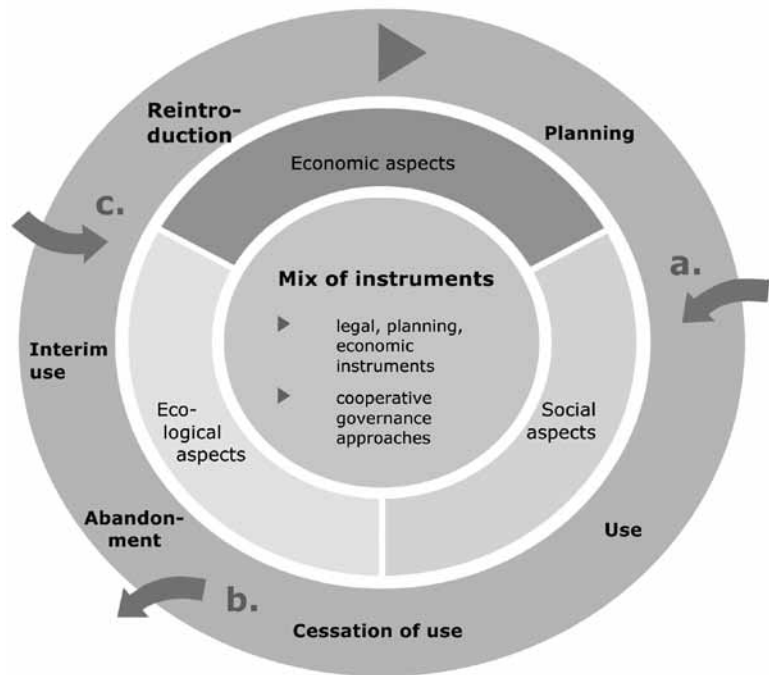 Reintro-
duction
Planning
Economic aspects
c.
a.
Mix of instruments
legal, planning,
economic
instruments
cooperative
governance
approaches
Interim
use
Eco-
logical
aspects
Social
aspects
Abandon-
ment
Use
b.
Cessation of use